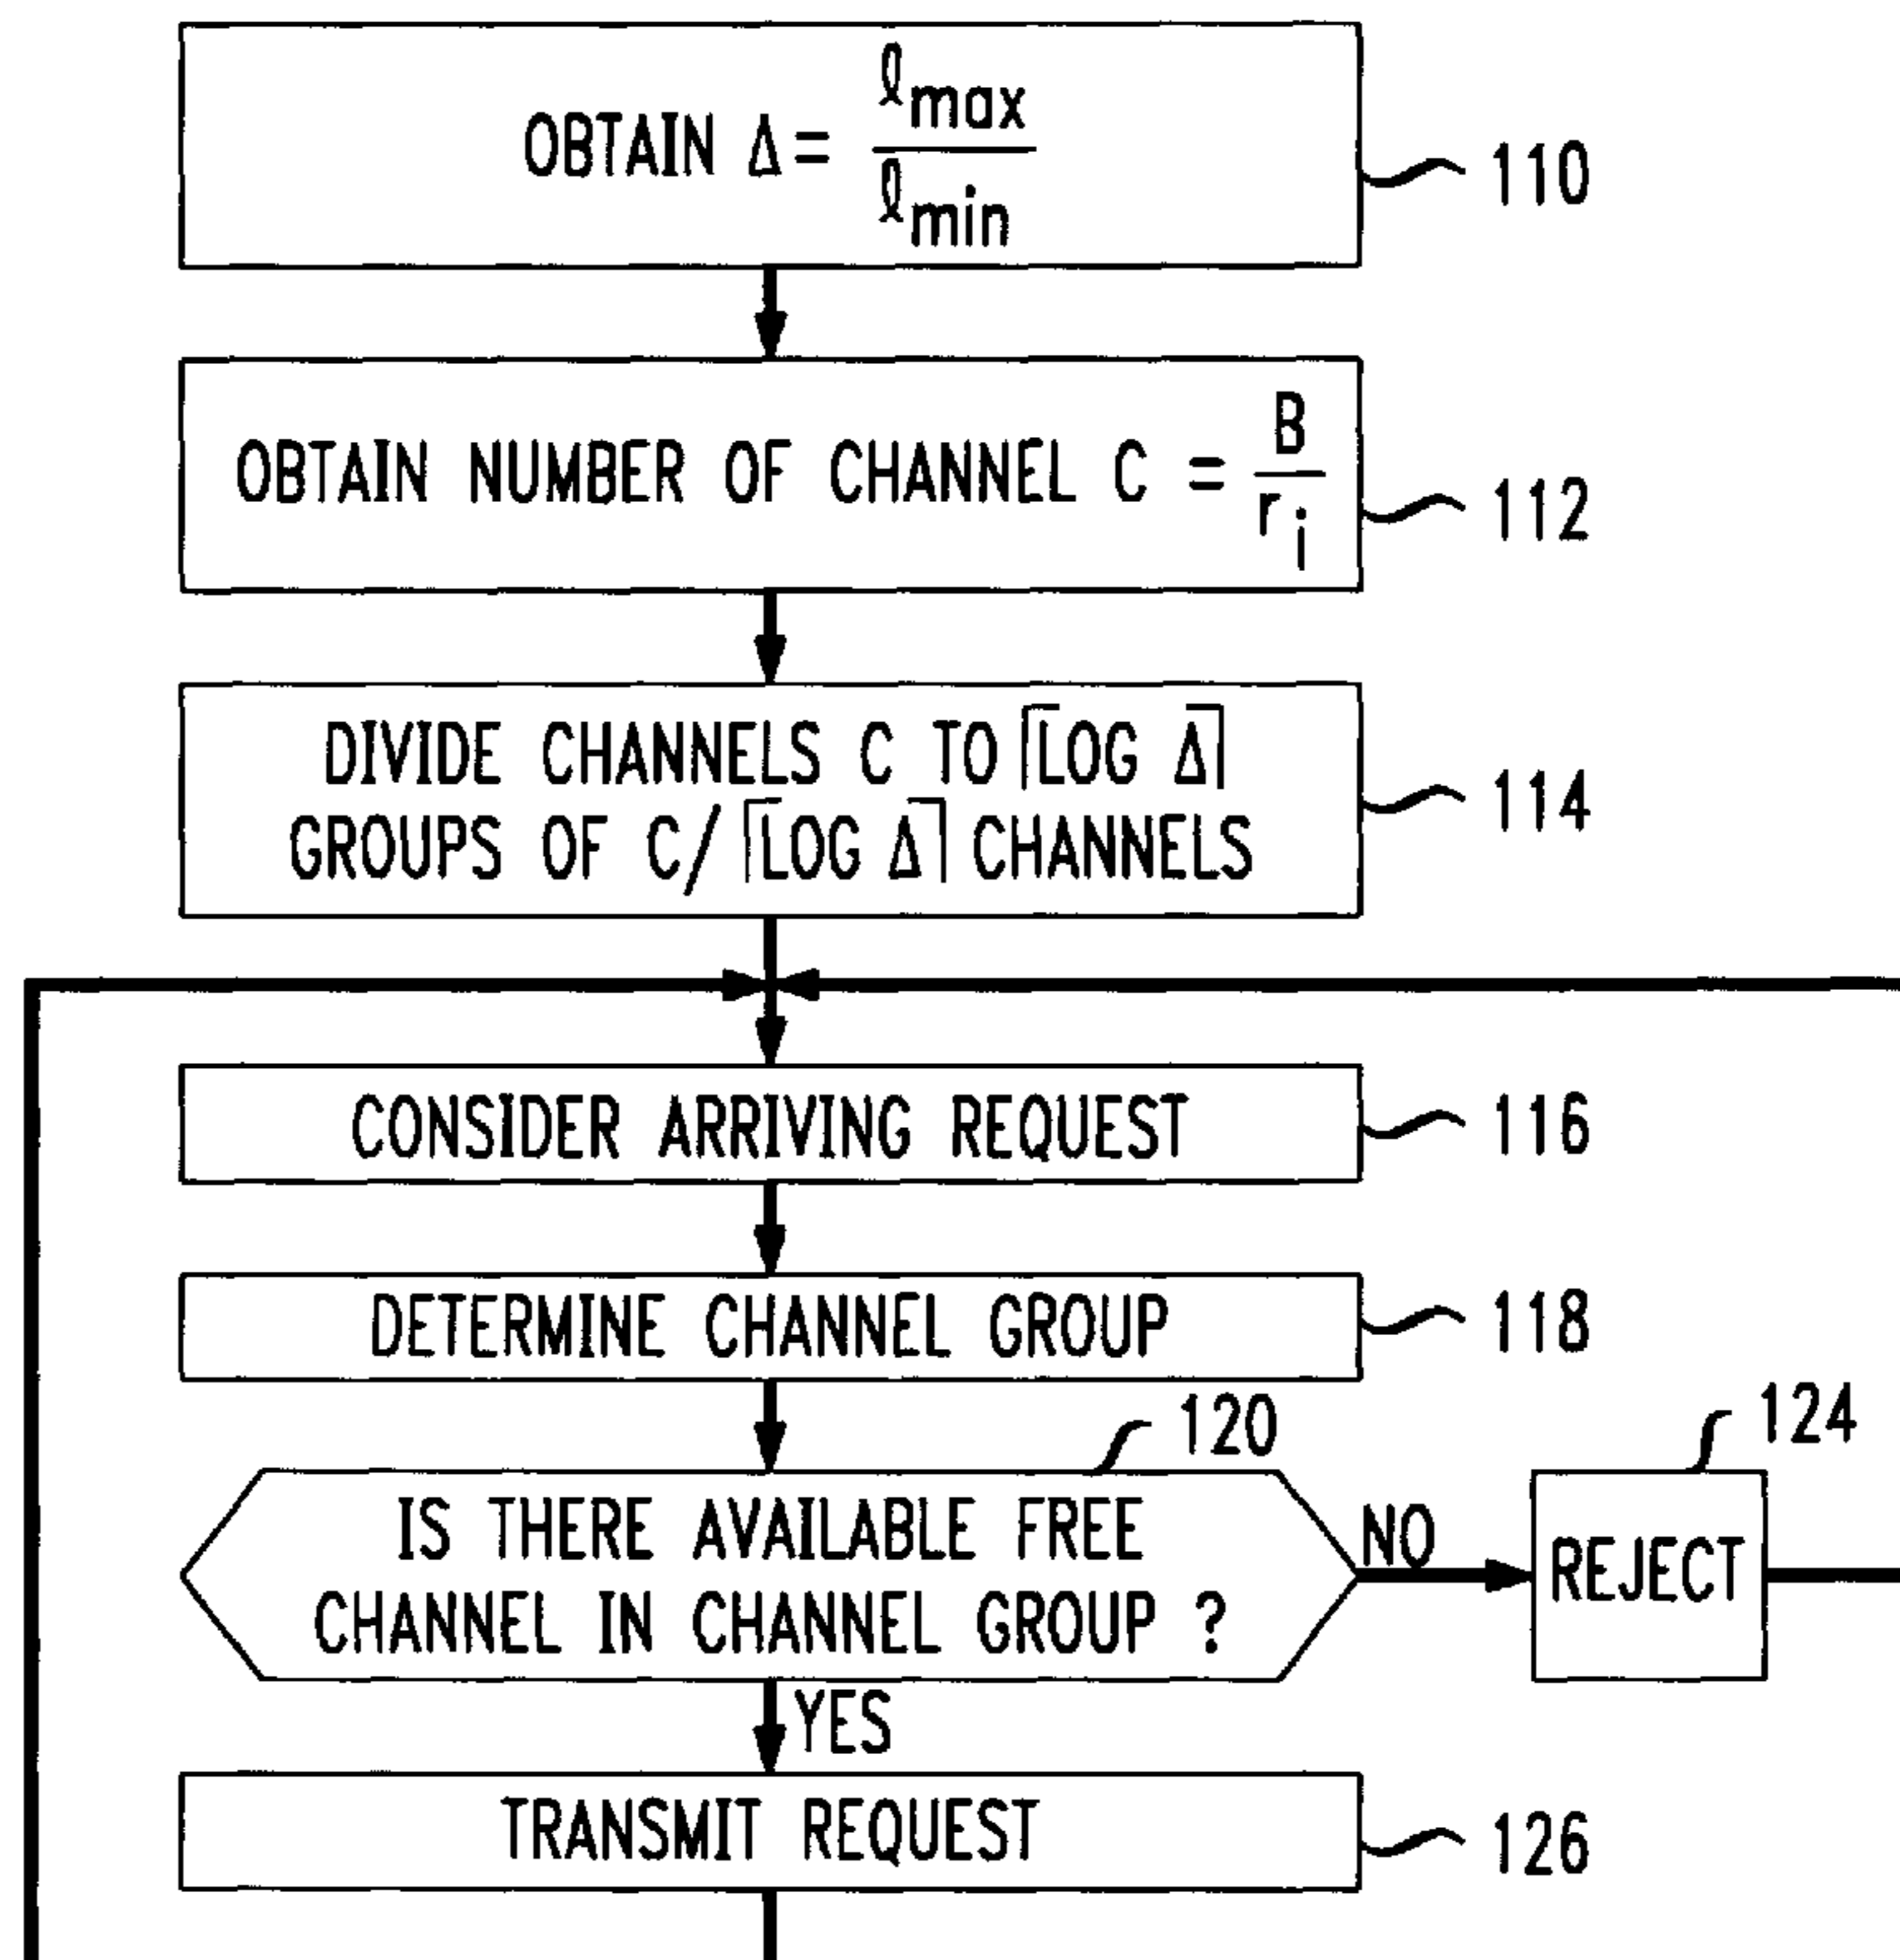 OBTAIN Δ = ℓmax / ℓmin
110
OBTAIN NUMBER OF CHANNEL C = B / ri
112
DIVIDE CHANNELS C TO ⌈LOG Δ⌉
GROUPS OF C/⌈LOG Δ⌉ CHANNELS
114
CONSIDER ARRIVING REQUEST
116
DETERMINE CHANNEL GROUP
118
120
IS THERE AVAILABLE FREE
CHANNEL IN CHANNEL GROUP ?
NO
124
REJECT
YES
TRANSMIT REQUEST
126